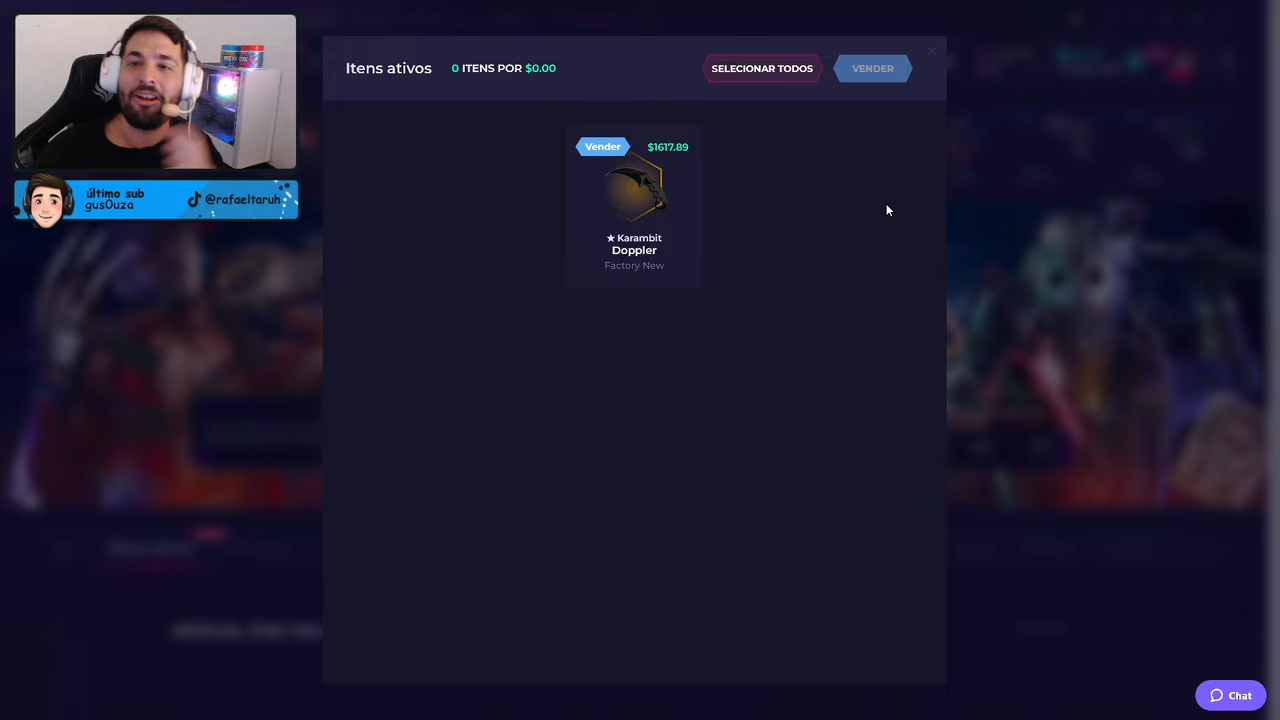 Itens ativos
0 ITENS POR $0.00
SELECIONAR TODOS
VENDER
Vender
$1617.89
★ Karambit
Doppler
Factory New
último sub
gus0uza
@rafaeltaruh
Chat